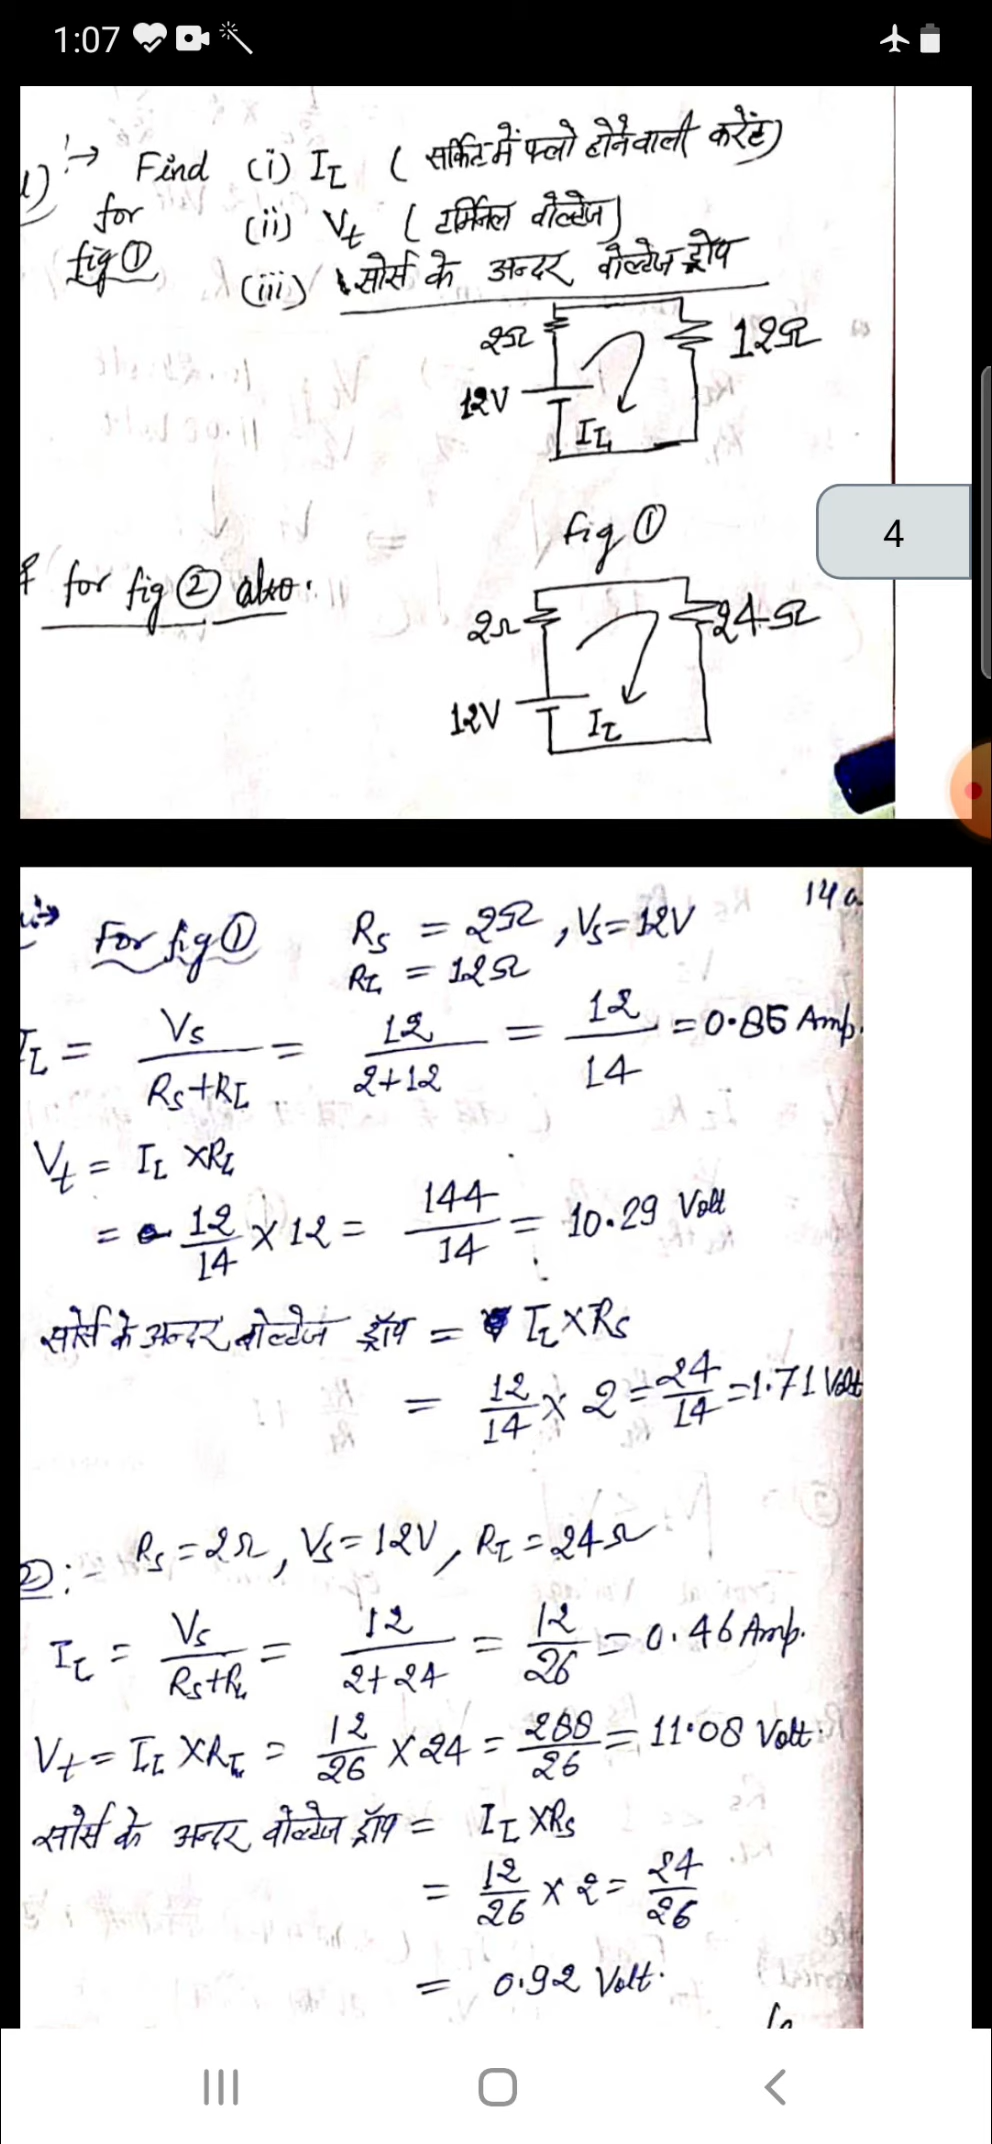 1:07
1) :→ Find (i) I_L ( सर्किट में फ्लो होने वाली करेंट)
for (ii) V_t ( टर्मिनल वोल्टेज)
fig ① (iii) सोर्स के अन्दर वोल्टेज ड्रोप
2Ω 12Ω
12V
I_L
fig ①
4
for fig ② also:
2Ω 24Ω
12V
I_L
For fig ① R_s = 2Ω , V_s = 12V
R_L = 12Ω
I_L = V_s / (R_s + R_L) = 12 / (2+12) = 12 / 14 = 0.85 Amp.
V_t = I_L × R_L
= 12/14 × 12 = 144/14 = 10.29 Volt
सोर्स के अन्दर वोल्टेज ड्रॉप = I_L × R_s
= 12/14 × 2 = 24/14 = 1.71 Volt
②:- R_s = 2Ω , V_s = 12V , R_L = 24Ω
I_L = V_s / (R_s + R_L) = 12 / (2+24) = 12/26 = 0.46 Amp.
V_t = I_L × R_L = 12/26 × 24 = 288/26 = 11.08 Volt.
सोर्स के अन्दर वोल्टेज ड्रॉप = I_L × R_s
= 12/26 × 2 = 24/26
= 0.92 Volt.